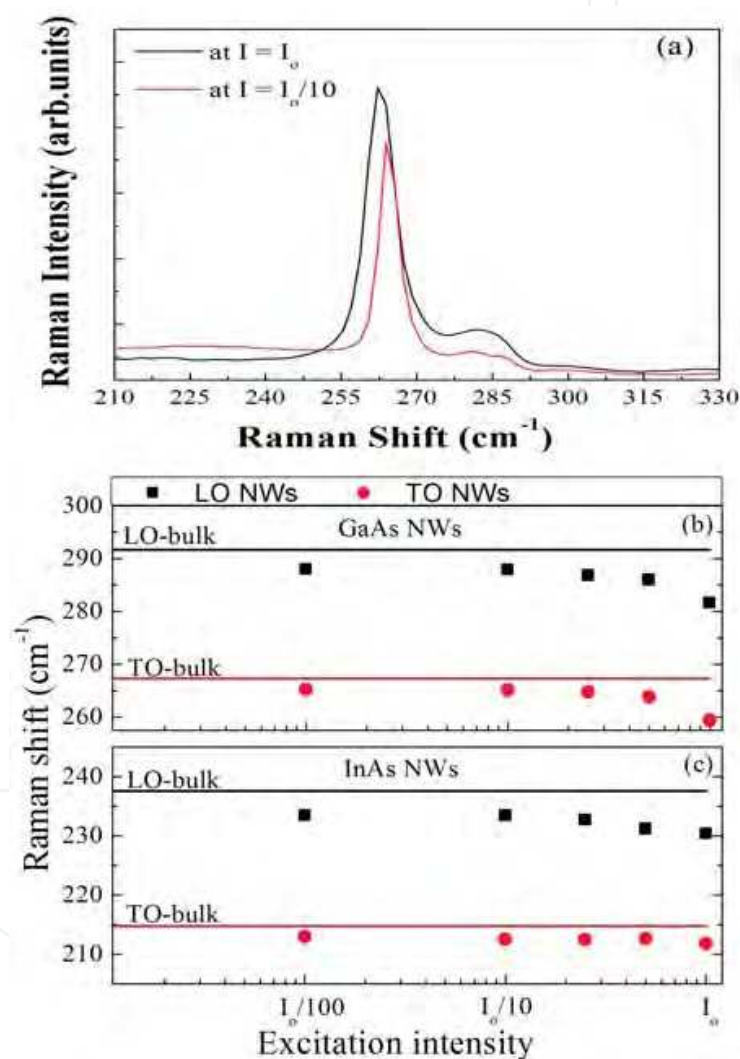 (a)
at I = I₀
at I = I₀/10
Raman Intensity (arb.units)
210 225 240 255 270 285 300 315 330
Raman Shift (cm⁻¹)
LO NWs TO NWs
300
LO-bulk GaAs NWs (b)
290
280
TO-bulk
270
260
Raman shift (cm⁻¹)
240
LO-bulk InAs NWs (c)
230
220
TO-bulk
210
I₀/100 I₀/10 I₀
Excitation intensity